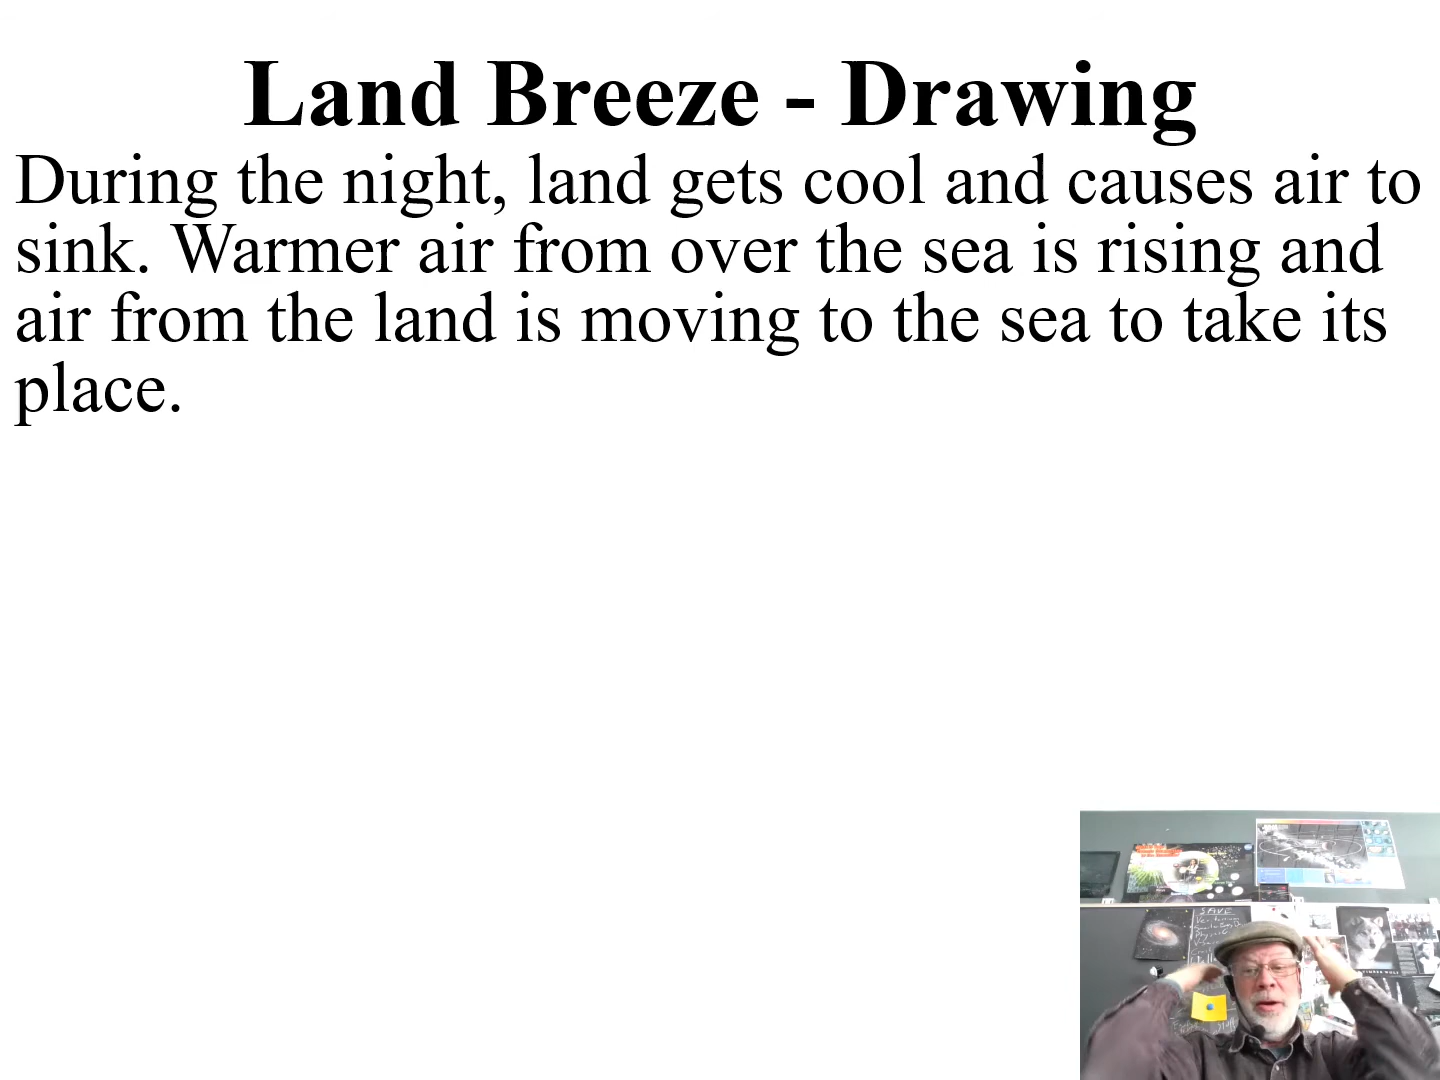 Land Breeze - Drawing
During the night, land gets cool and causes air to
sink. Warmer air from over the sea is rising and
air from the land is moving to the sea to take its
place.
SAVE